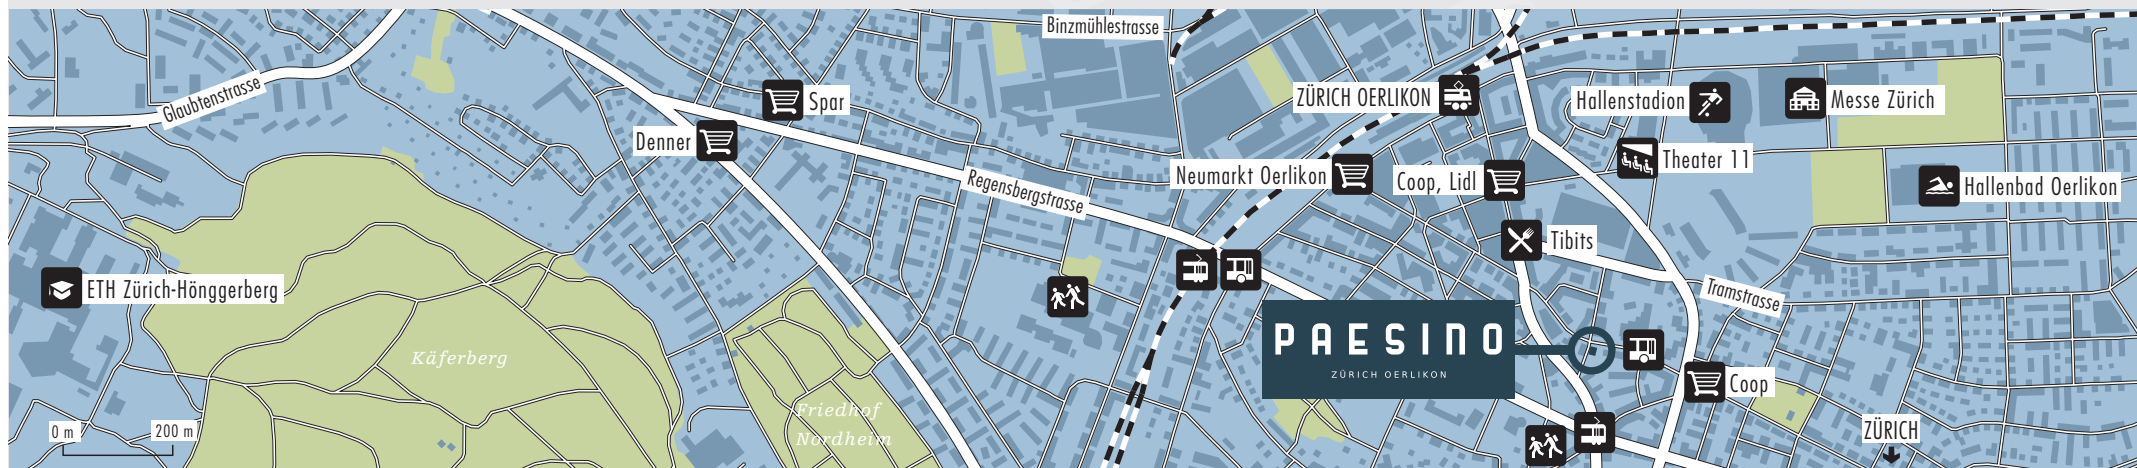 Binzmühlestrasse
Glaubtenstrasse
Spar
Denner
ZÜRICH OERLIKON
Hallenstadion
Messe Zürich
Theater 11
Neumarkt Oerlikon
Coop, Lidl
Hallenbad Oerlikon
Regensbergstrasse
Tibits
ETH Zürich-Hönggerberg
Tramstrasse
PAESINO
ZÜRICH OERLIKON
Käferberg
Coop
Friedhof
Nordheim
0 m
200 m
ZÜRICH